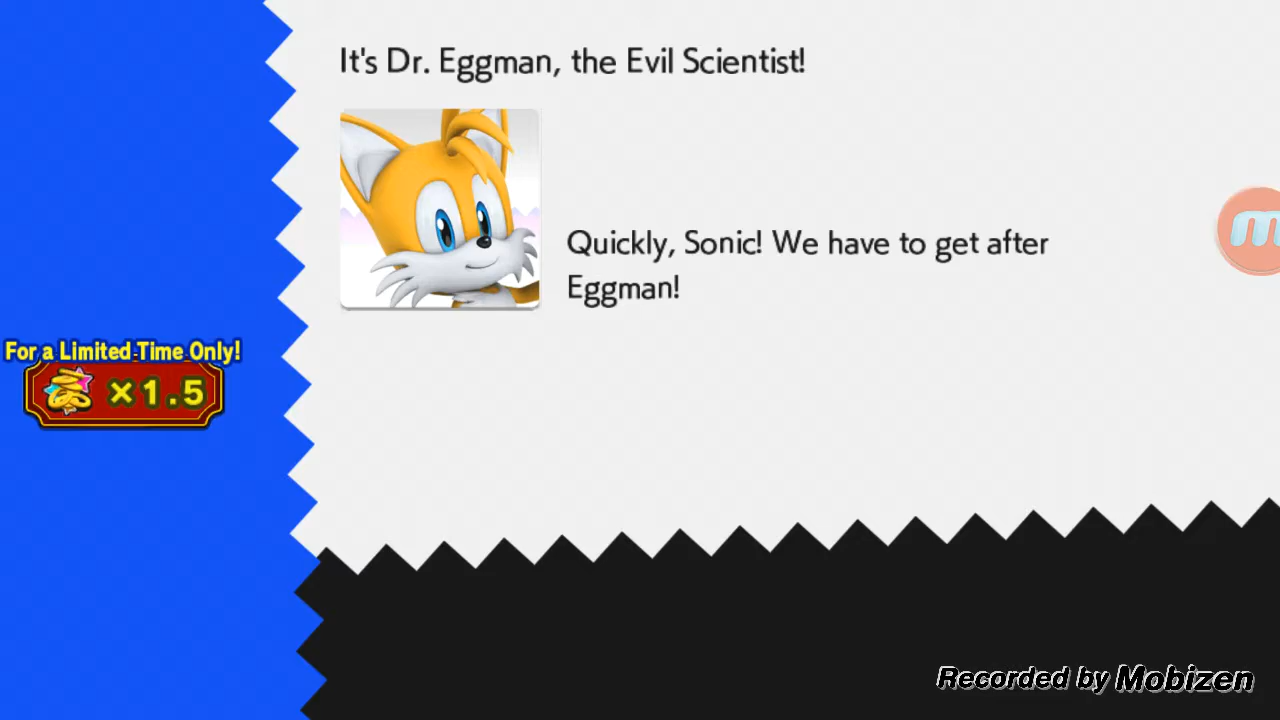 It's Dr. Eggman, the Evil Scientist!
Quickly, Sonic! We have to get after
Eggman!
For a Limited Time Only!
×1.5
m
Recorded by Mobizen